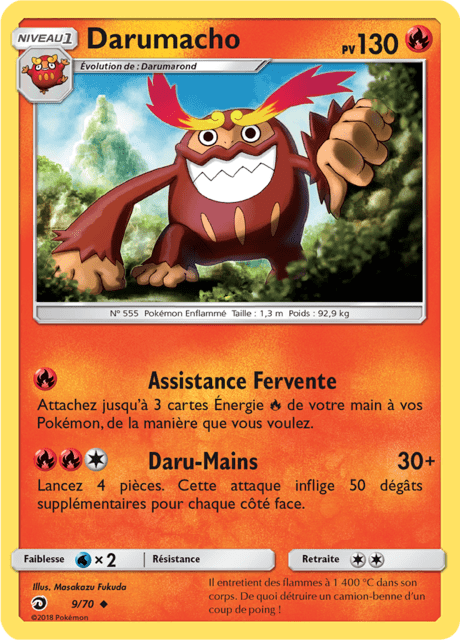 NIVEAU 1
Darumacho
PV 130
Évolution de : Darumarond
N° 555 Pokémon Enflammé Taille : 1,3 m Poids : 92,9 kg
Assistance Fervente
Attachez jusqu'à 3 cartes Énergie de votre main à vos
Pokémon, de la manière que vous voulez.
Daru-Mains 30+
Lancez 4 pièces. Cette attaque inflige 50 dégâts
supplémentaires pour chaque côté face.
Faiblesse ×2 Résistance Retraite
Illus. Masakazu Fukuda
9/70
©2018 Pokémon
Il entretient des flammes à 1 400 °C dans son
corps. De quoi détruire un camion-benne d'un
coup de poing !